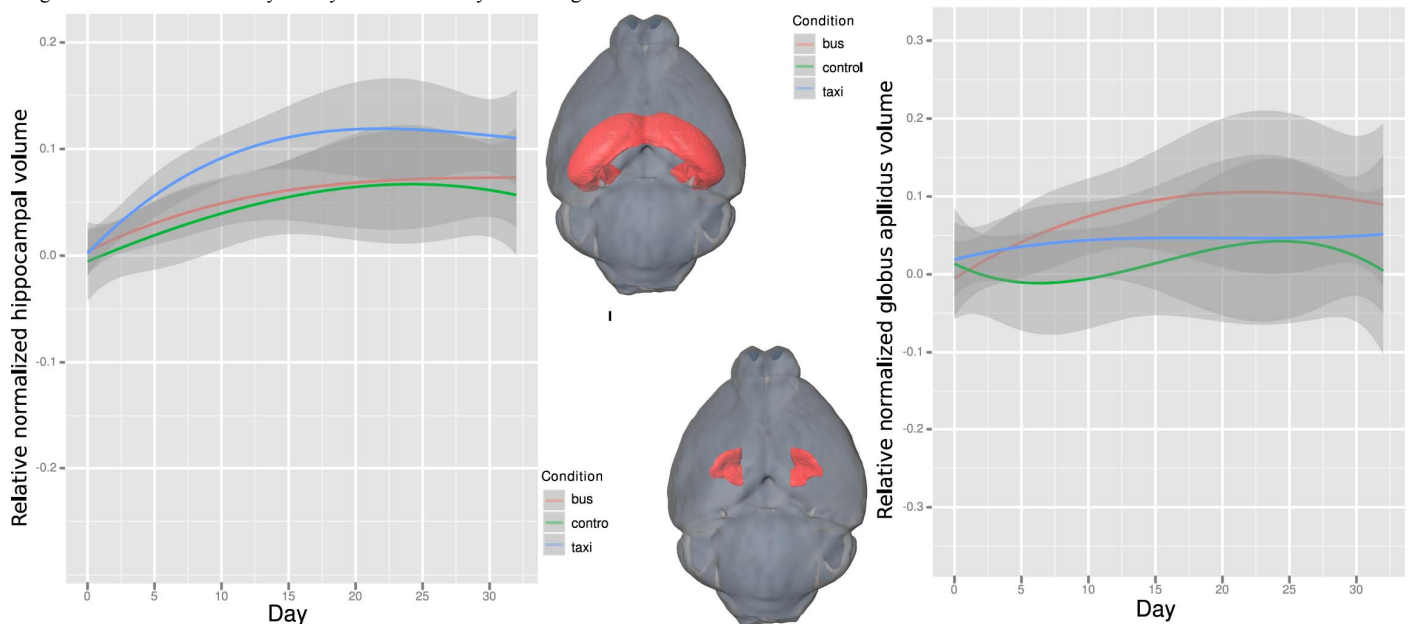 Relative normalized hippocampal volume
0.2
0.1
0.0
-0.1
-0.2
0
5
10
15
20
25
30
Day
Condition
bus
contro
taxi
I
Condition
bus
control
taxi
Relative normalized globus apllidus volume
0.3
0.2
0.1
0.0
-0.1
-0.2
-0.3
0
5
10
15
20
25
30
Day